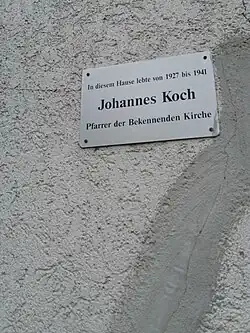 In diesem Hause lebte von 1927 bis 1941
Johannes Koch
Pfarrer der Bekennenden Kirche